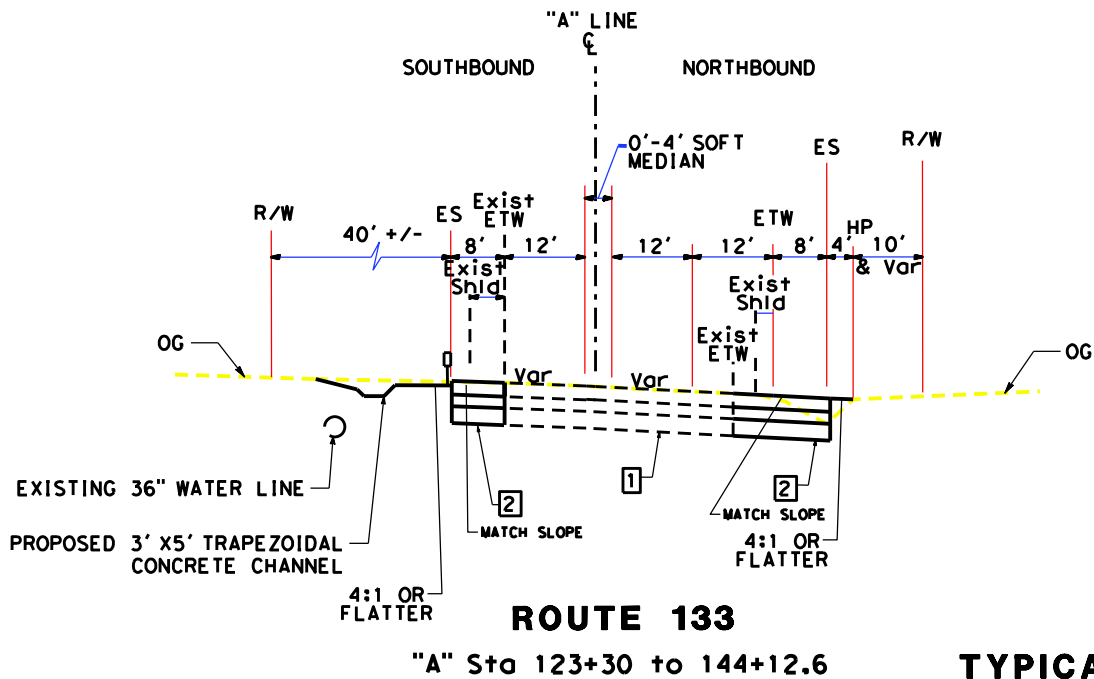 "A" LINE
℄
SOUTHBOUND
NORTHBOUND
0'-4' SOFT
MEDIAN
R/W
ES
Exist
ETW
ETW
ES
R/W
40' +/-
8'
12'
12'
12'
8'
4'
HP
10'
& Var
Exist
Shld
Exist
Shld
Exist
ETW
OG
OG
Var
Var
EXISTING 36" WATER LINE
2
MATCH SLOPE
1
2
MATCH SLOPE
PROPOSED 3' X5' TRAPEZOIDAL
CONCRETE CHANNEL
4:1 OR
FLATTER
4:1 OR
FLATTER
ROUTE 133
"A" Sta 123+30 to 144+12.6
TYPICA